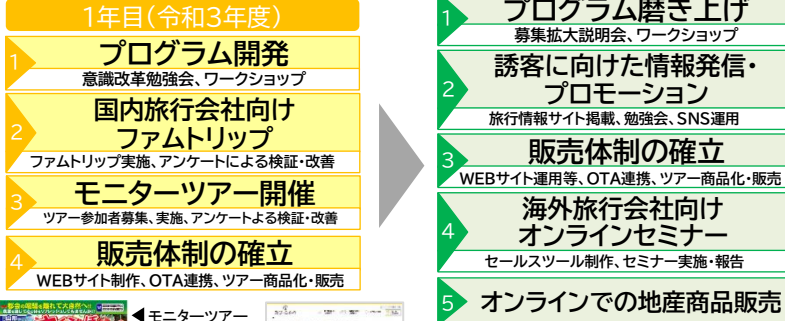 1年目(令和3年度)
1
プログラム開発
意識改革勉強会、ワークショップ
2
国内旅行会社向け
ファムトリップ
ファムトリップ実施、アンケートによる検証・改善
3
モニターツアー開催
ツアー参加者募集、実施、アンケートよる検証・改善
4
販売体制の確立
WEBサイト制作、OTA連携、ツアー商品化・販売
◀モニターツアー
1
プログラム磨き上げ
募集拡大説明会、ワークショップ
2
誘客に向けた情報発信・
プロモーション
旅行情報サイト掲載、勉強会、SNS運用
3
販売体制の確立
WEBサイト運用等、OTA連携、ツアー商品化・販売
4
海外旅行会社向け
オンラインセミナー
セールスツール制作、セミナー実施・報告
5
オンラインでの地産商品販売